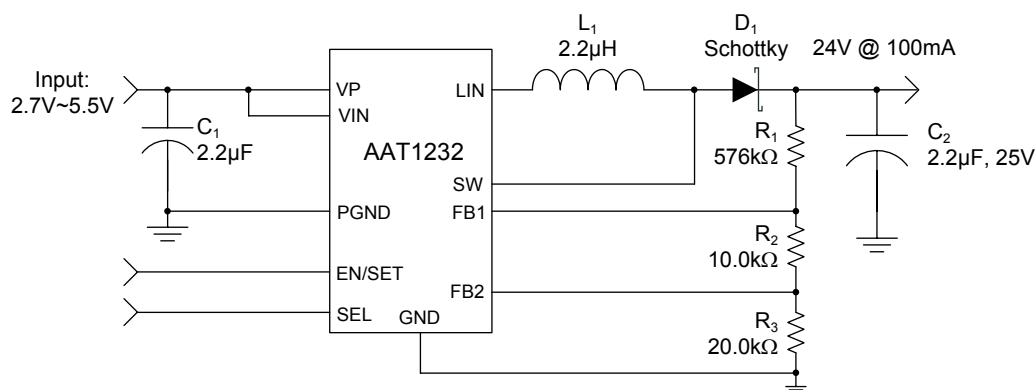 Input:
2.7V~5.5V
C₁
2.2µF
VP
VIN
AAT1232
PGND
EN/SET
SEL
GND
LIN
SW
FB1
FB2
L₁
2.2µH
D₁
Schottky
24V @ 100mA
R₁
576kΩ
R₂
10.0kΩ
R₃
20.0kΩ
C₂
2.2µF, 25V